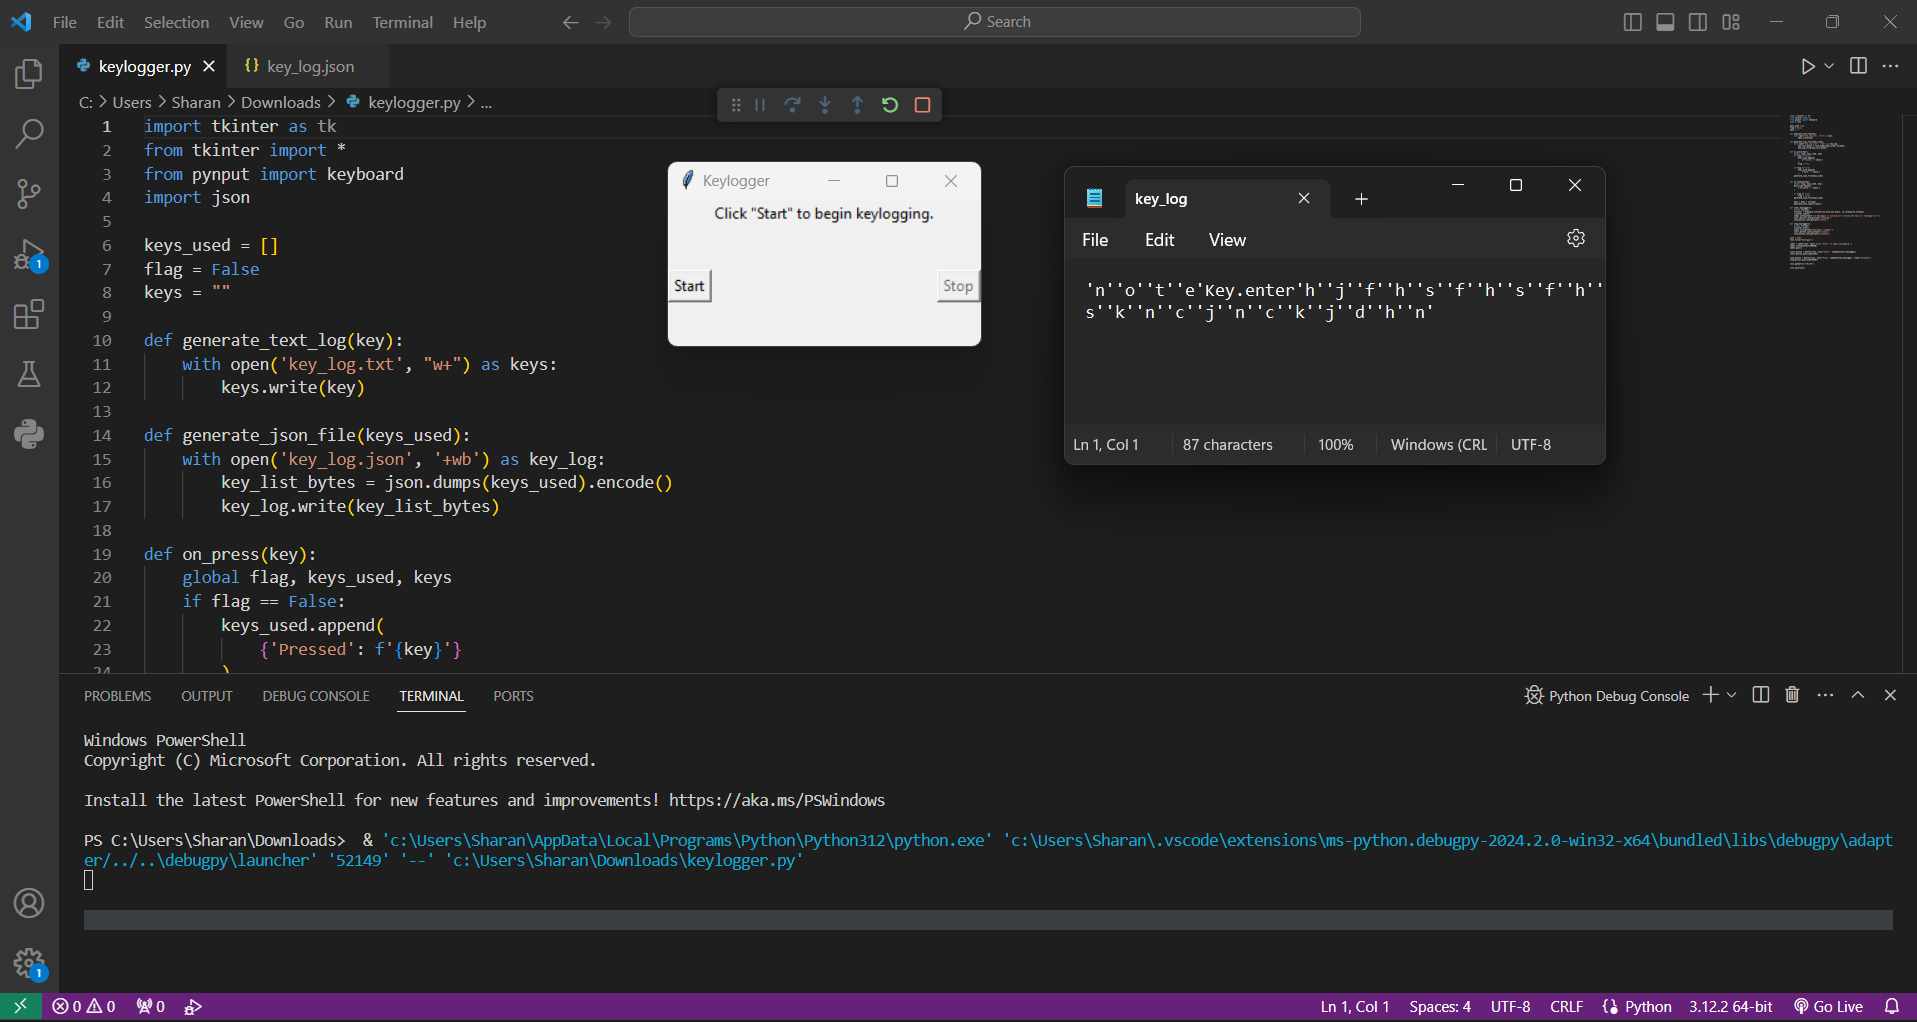 File Edit Selection View Go Run Terminal Help
Search
keylogger.py
{} key_log.json
C: > Users > Sharan > Downloads > keylogger.py > ...
1 import tkinter as tk
2 from tkinter import *
3 from pynput import keyboard
4 import json
5
6 keys_used = []
7 flag = False
8 keys = ""
9
10 def generate_text_log(key):
11 with open('key_log.txt', "w+") as keys:
12 keys.write(key)
13
14 def generate_json_file(keys_used):
15 with open('key_log.json', '+wb') as key_log:
16 key_list_bytes = json.dumps(keys_used).encode()
17 key_log.write(key_list_bytes)
18
19 def on_press(key):
20 global flag, keys_used, keys
21 if flag == False:
22 keys_used.append(
23 {'Pressed': f'{key}'}
24 )
Keylogger
Click "Start" to begin keylogging.
Start
Stop
key_log
File Edit View
'n''o''t''e'Key.enter'h''j''f''h''s''f''h''s''f''h''
s''k''n''c''j''n''c''k''j''d''h''n'
Ln 1, Col 1
87 characters
100%
Windows (CRL
UTF-8
PROBLEMS OUTPUT DEBUG CONSOLE TERMINAL PORTS
Python Debug Console
Windows PowerShell
Copyright (C) Microsoft Corporation. All rights reserved.
Install the latest PowerShell for new features and improvements! https://aka.ms/PSWindows
PS C:\Users\Sharan\Downloads>  & 'c:\Users\Sharan\AppData\Local\Programs\Python\Python312\python.exe' 'c:\Users\Sharan\.vscode\extensions\ms-python.debugpy-2024.2.0-win32-x64\bundled\libs\debugpy\adapt
er/../..\debugpy\launcher' '52149' '--' 'c:\Users\Sharan\Downloads\keylogger.py'
1
1
0 0 0
Ln 1, Col 1 Spaces: 4 UTF-8 CRLF {} Python 3.12.2 64-bit Go Live